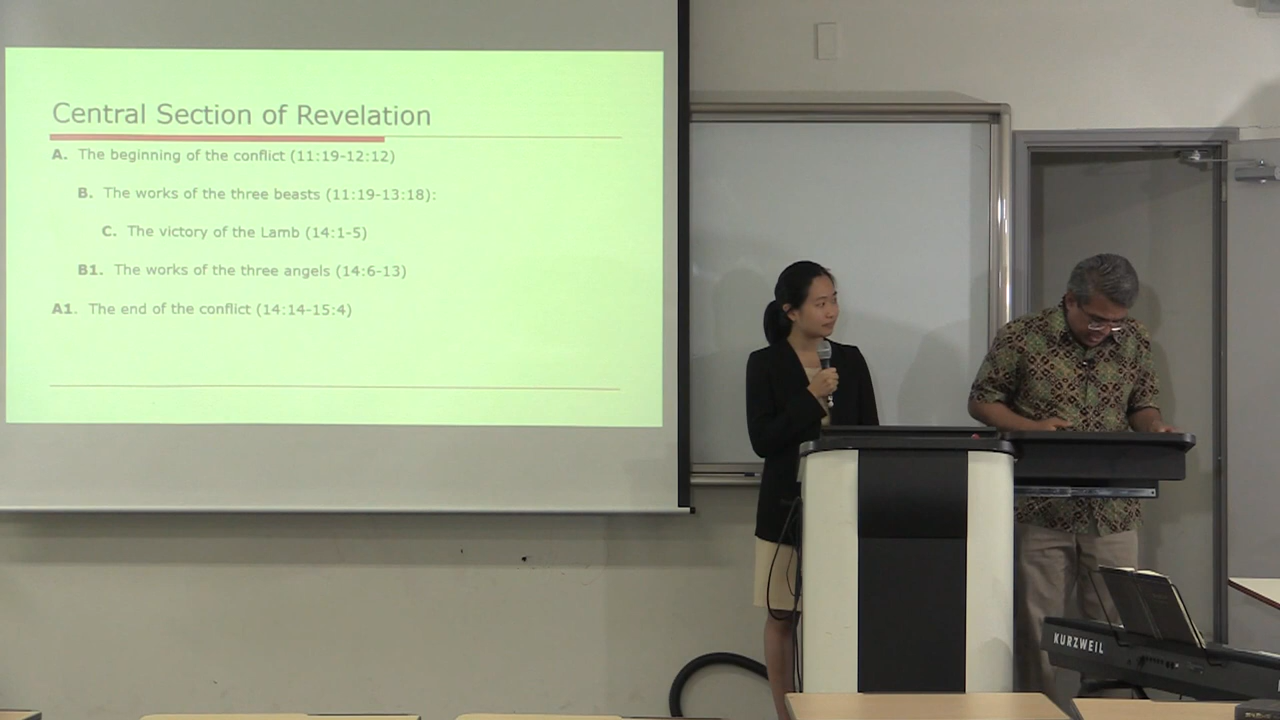 Central Section of Revelation
A. The beginning of the conflict (11:19-12:12)
B. The works of the three beasts (11:19-13:18):
C. The victory of the Lamb (14:1-5)
B1. The works of the three angels (14:6-13)
A1. The end of the conflict (14:14-15:4)
KURZWEIL